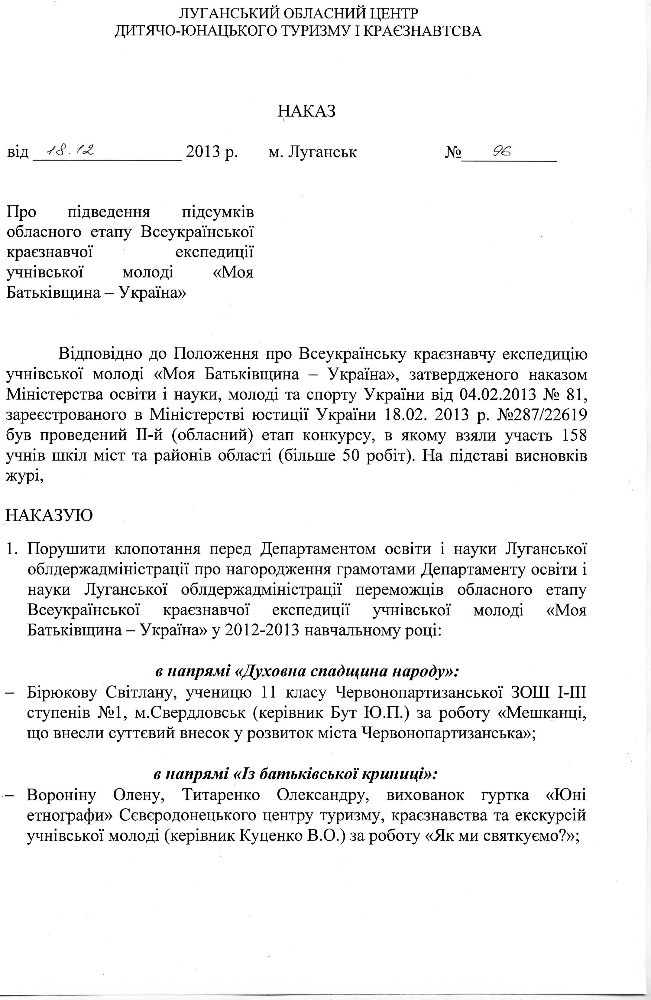 ЛУГАНСЬКИЙ ОБЛАСНИЙ ЦЕНТР
ДИТЯЧО-ЮНАЦЬКОГО ТУРИЗМУ І КРАЄЗНАВТСВА
НАКАЗ
від 18.12 2013 р. м. Луганськ № 96
Про підведення підсумків
обласного етапу Всеукраїнської
краєзнавчої експедиції
учнівської молоді «Моя
Батьківщина – Україна»
Відповідно до Положення про Всеукраїнську краєзнавчу експедицію
учнівської молоді «Моя Батьківщина – Україна», затвердженого наказом
Міністерства освіти і науки, молоді та спорту України від 04.02.2013 № 81,
зареєстрованого в Міністерстві юстиції України 18.02. 2013 р. №287/22619
був проведений ІІ-й (обласний) етап конкурсу, в якому взяли участь 158
учнів шкіл міст та районів області (більше 50 робіт). На підставі висновків
журі,
НАКАЗУЮ
1. Порушити клопотання перед Департаментом освіти і науки Луганської
облдержадміністрації про нагородження грамотами Департаменту освіти і
науки Луганської облдержадміністрації переможців обласного етапу
Всеукраїнської краєзнавчої експедиції учнівської молоді «Моя
Батьківщина – Україна» у 2012-2013 навчальному році:
в напрямі «Духовна спадщина народу»:
– Бірюкову Світлану, ученицю 11 класу Червонопартизанської ЗОШ І-ІІІ
ступенів №1, м.Свердловськ (керівник Бут Ю.П.) за роботу «Мешканці,
що внесли суттєвий внесок у розвиток міста Червонопартизанська»;
в напрямі «Із батьківської криниці»:
– Вороніну Олену, Титаренко Олександру, вихованок гуртка «Юні
етнографи» Сєвєродонецького центру туризму, краєзнавства та екскурсій
учнівської молоді (керівник Куценко В.О.) за роботу «Як ми святкуємо?»;